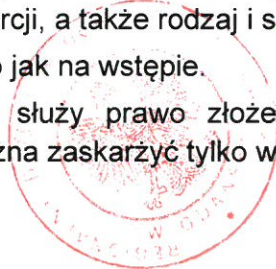 rcji, a także rodzaj i s
o jak na wstępie.
służy prawo złoże
zna zaskarżyć tylko w